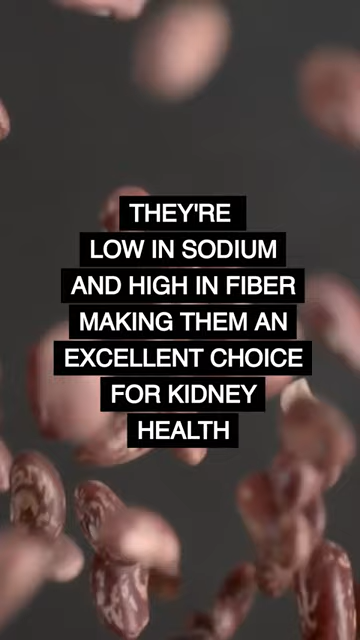 THEY'RE
LOW IN SODIUM
AND HIGH IN FIBER
MAKING THEM AN
EXCELLENT CHOICE
FOR KIDNEY
HEALTH